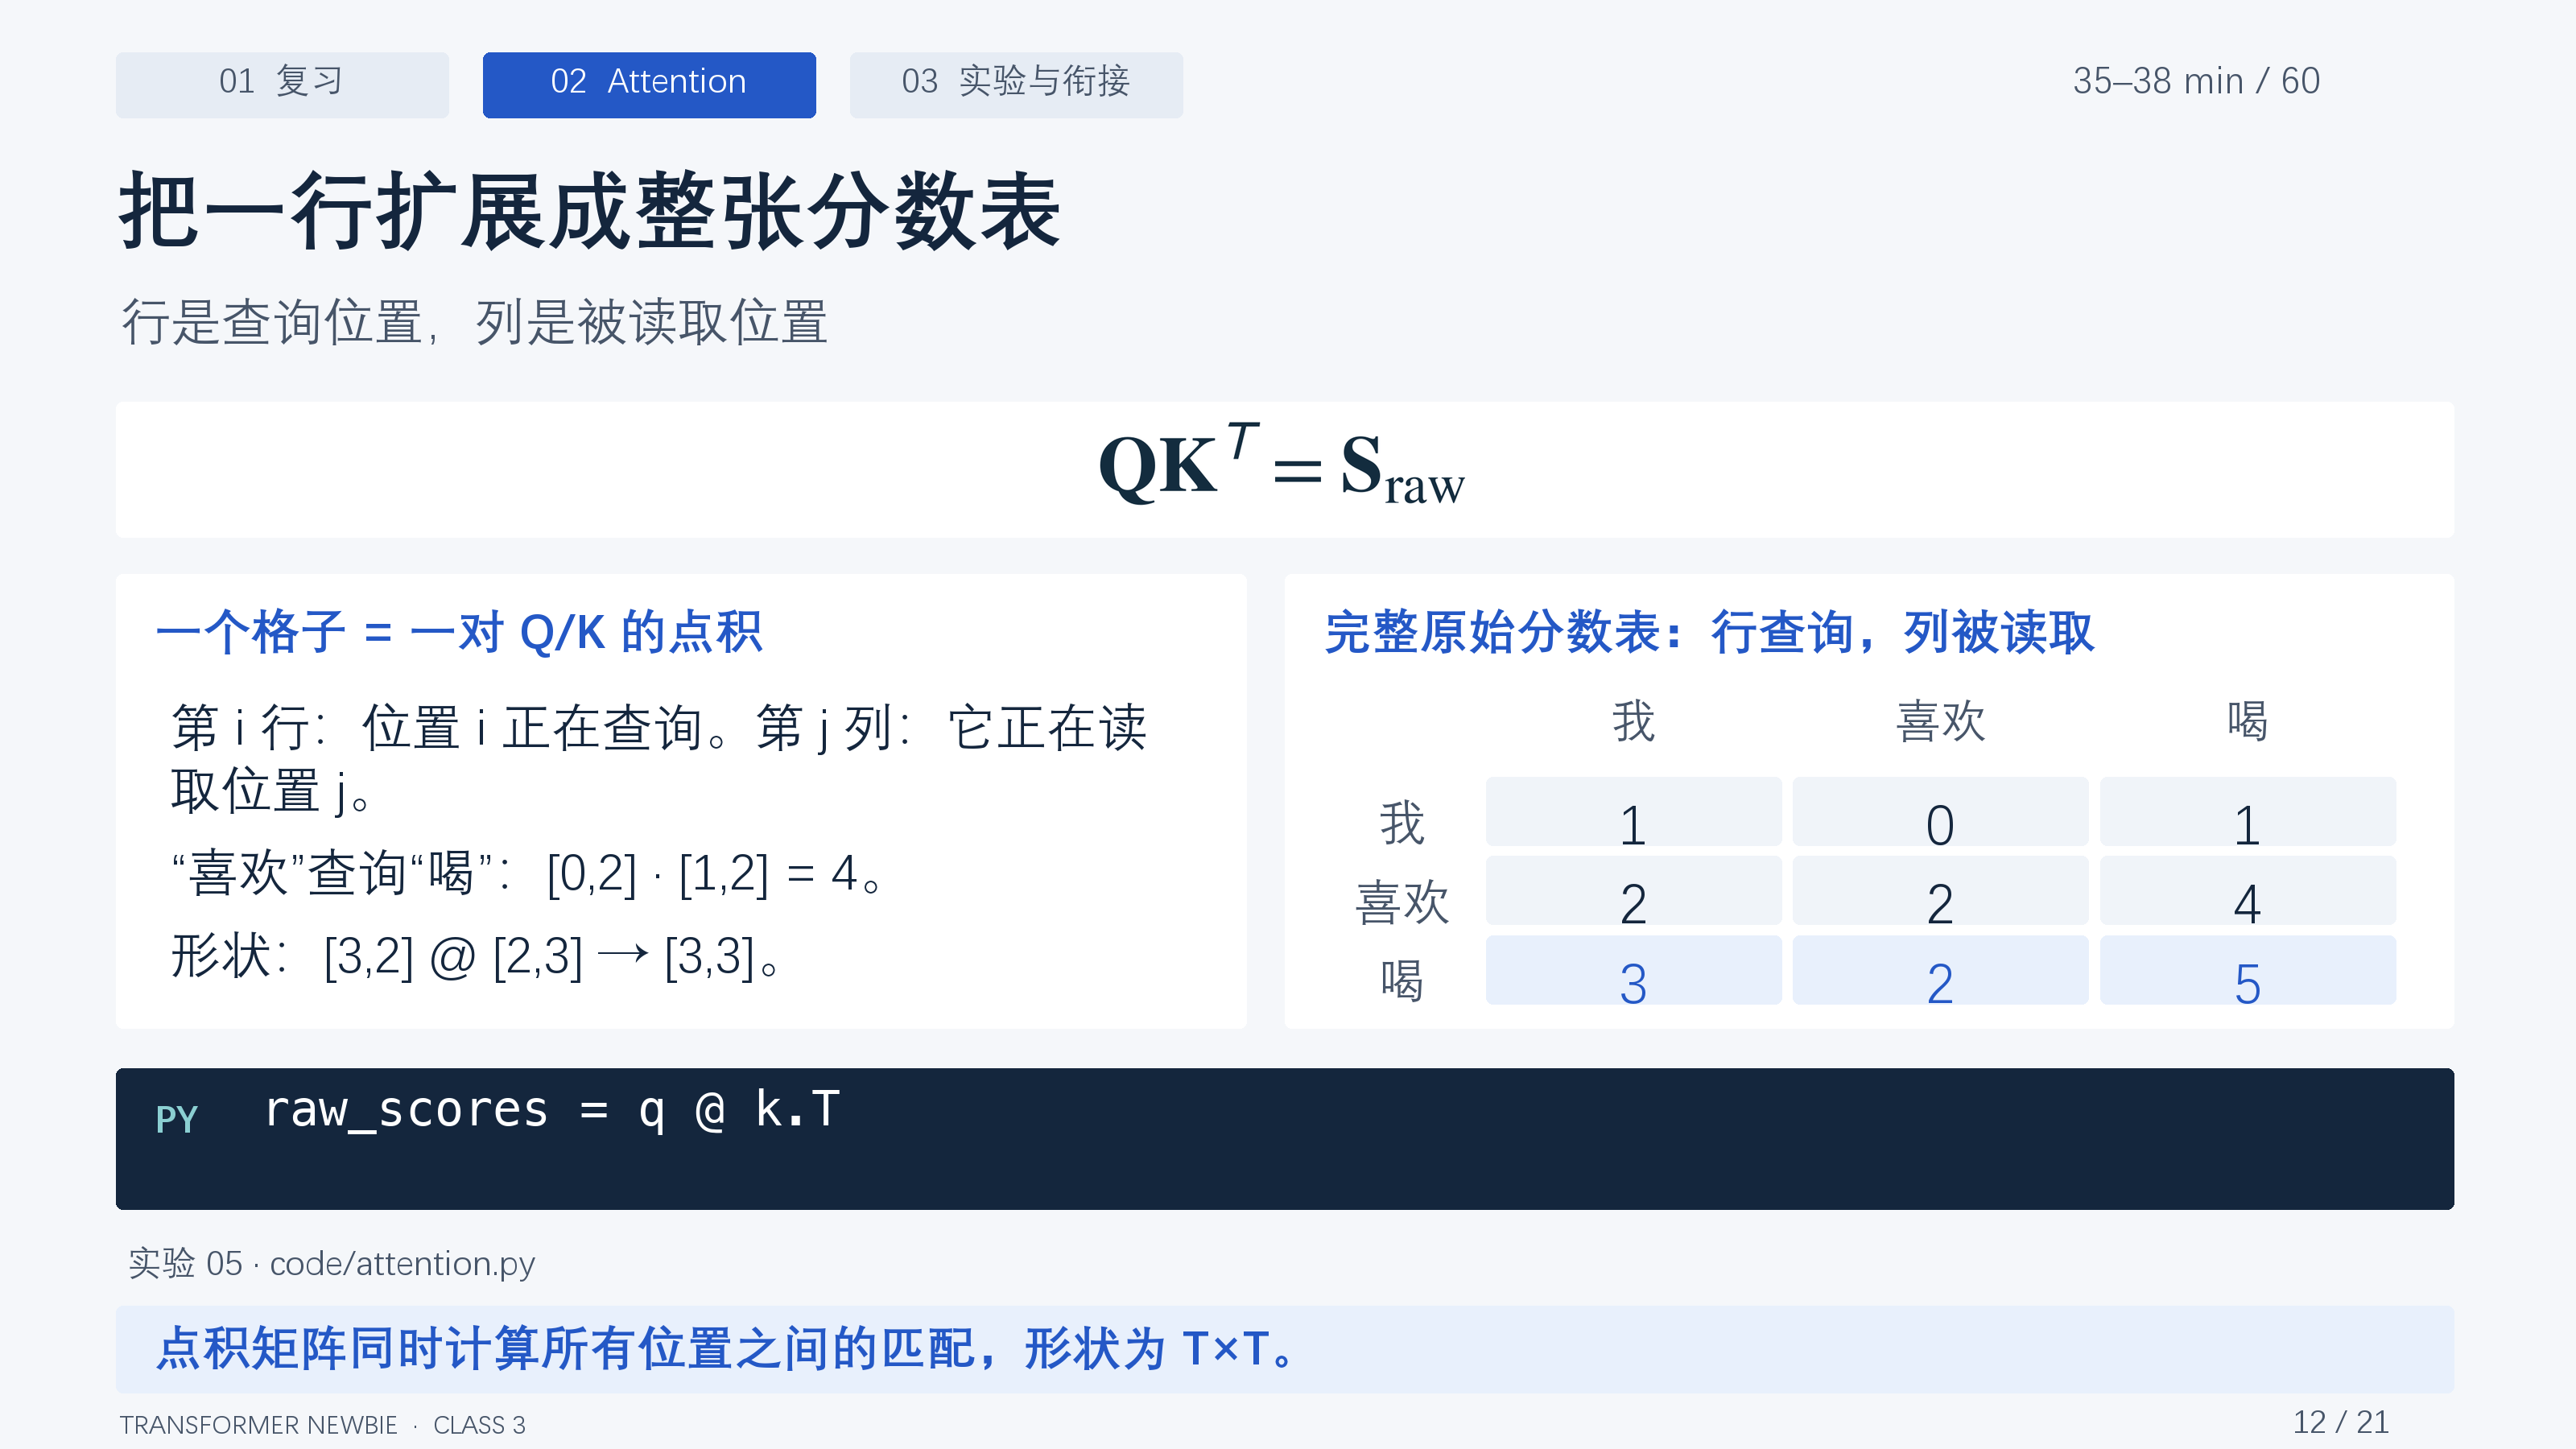 01 复习
02 Attention
03 实验与衔接
35–38 min / 60
把一行扩展成整张分数表
行是查询位置，列是被读取位置
QK^T = S_raw
一个格子 = 一对 Q/K 的点积
第 i 行：位置 i 正在查询。第 j 列：它正在读
取位置 j。
“喜欢”查询“喝”：[0,2] · [1,2] = 4。
形状：[3,2] @ [2,3] → [3,3]。
完整原始分数表：行查询，列被读取
我 喜欢 喝
我 1 0 1
喜欢 2 2 4
喝 3 2 5
PY raw_scores = q @ k.T
实验 05 · code/attention.py
点积矩阵同时计算所有位置之间的匹配，形状为 T×T。
TRANSFORMER NEWBIE · CLASS 3
12 / 21